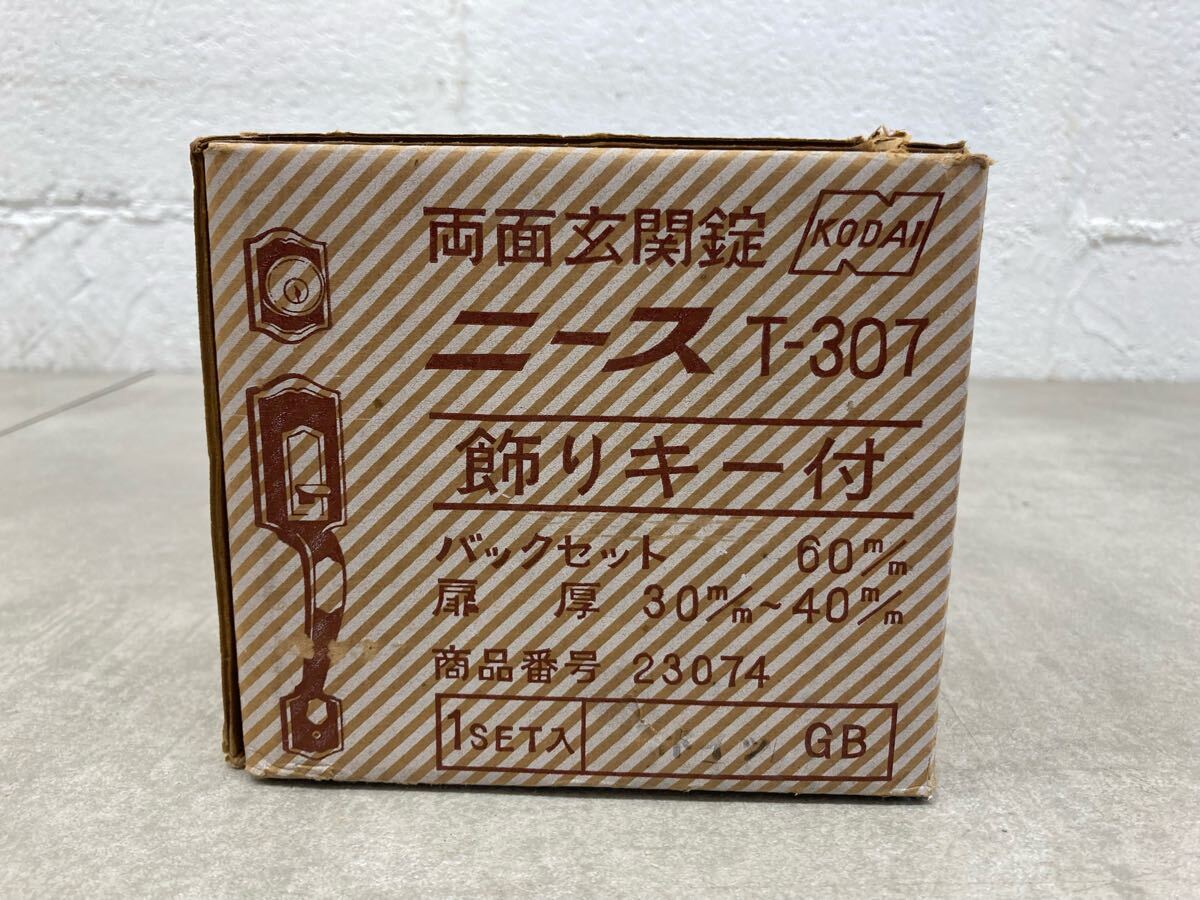 両面玄関錠 KODAI
ニース T-307
飾りキー付
バックセット 60m/m
扉厚 30m/m~40m/m
商品番号 23074
1SET入 GB